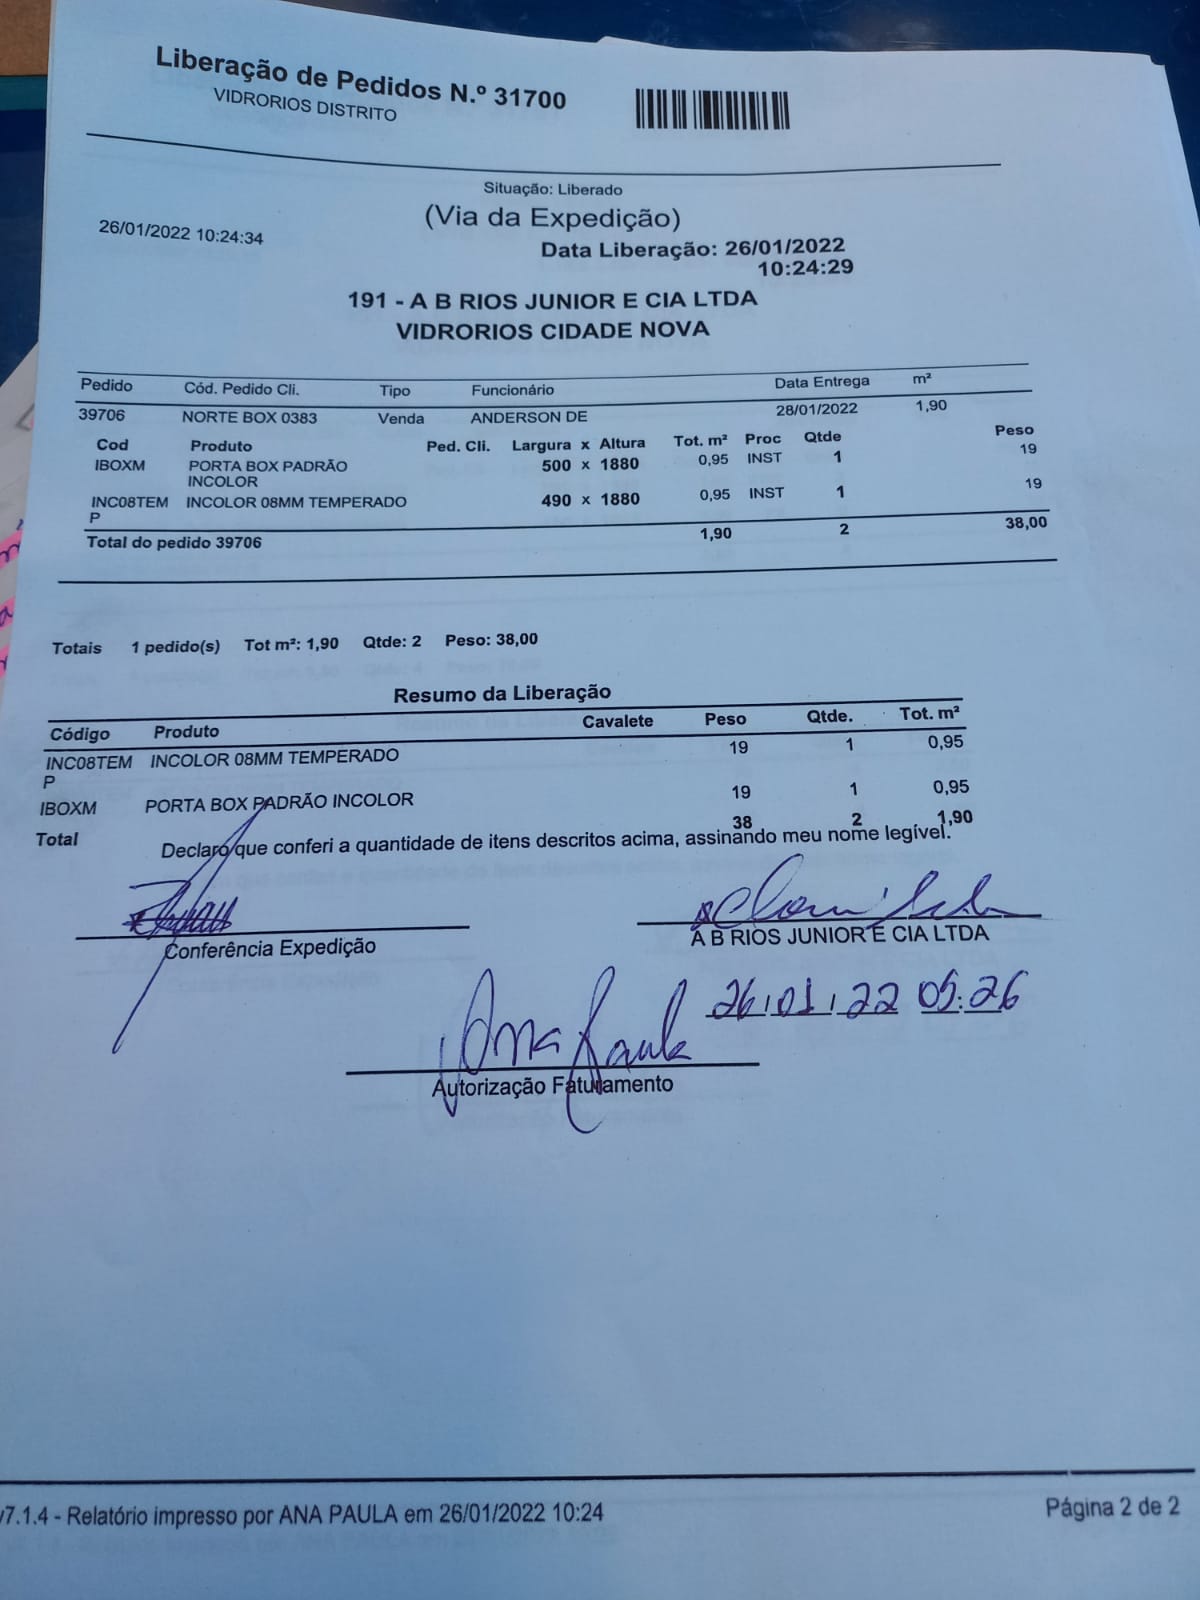 Liberação de Pedidos N.º 31700
VIDRORIOS DISTRITO
Situação: Liberado
(Via da Expedição)
26/01/2022 10:24:34
Data Liberação: 26/01/2022
10:24:29
191 - A B RIOS JUNIOR E CIA LTDA
VIDRORIOS CIDADE NOVA
Pedido Cód. Pedido Cli. Tipo Funcionário Data Entrega m²
39706 NORTE BOX 0383 Venda ANDERSON DE 28/01/2022 1,90
Cod Produto Ped. Cli. Largura x Altura Tot. m² Proc Qtde Peso
IBOXM PORTA BOX PADRÃO 500 x 1880 0,95 INST 1 19
INCOLOR
INC08TEM INCOLOR 08MM TEMPERADO 490 x 1880 0,95 INST 1 19
P
Total do pedido 39706 1,90 2 38,00
Totais 1 pedido(s) Tot m²: 1,90 Qtde: 2 Peso: 38,00
Resumo da Liberação
Código Produto Cavalete Peso Qtde. Tot. m²
INC08TEM INCOLOR 08MM TEMPERADO 19 1 0,95
P
IBOXM PORTA BOX PADRÃO INCOLOR 19 1 0,95
Total 38 2 1,90
Declaro que conferi a quantidade de itens descritos acima, assinando meu nome legível.
Conferência Expedição
A B RIOS JUNIOR E CIA LTDA
26/01/22 09:26
Ana Paula
Autorização Faturamento
v7.1.4 - Relatório impresso por ANA PAULA em 26/01/2022 10:24
Página 2 de 2